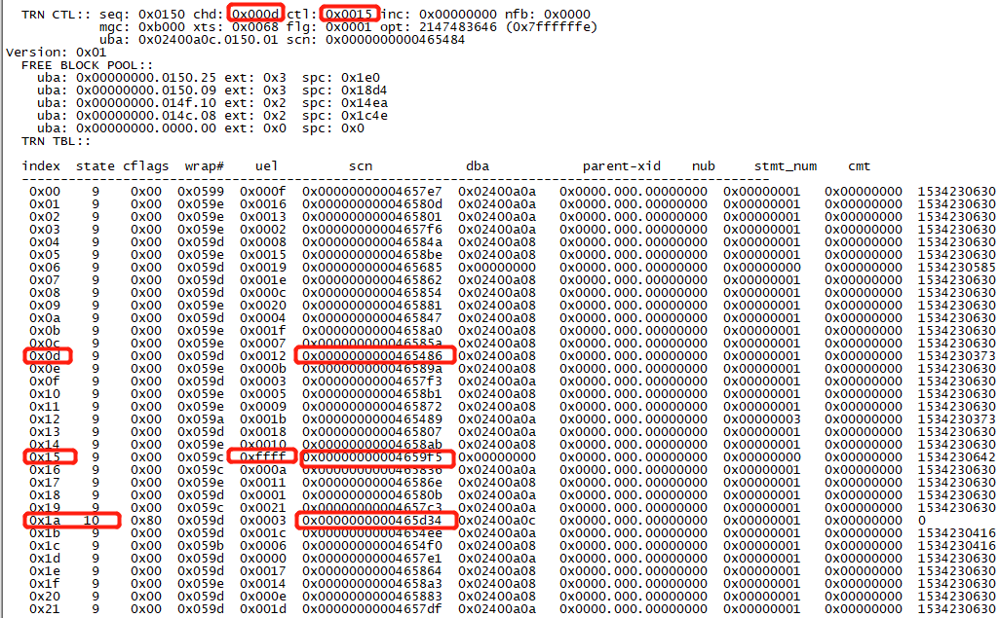 TRN CTL:: seq: 0x0150 chd: 0x000d ctl: 0x0015 inc: 0x00000000 nfb: 0x0000
mgc: 0xb000 xts: 0x0068 flg: 0x0001 opt: 2147483646 (0x7ffffffe)
uba: 0x02400a0c.0150.01 scn: 0x0000000000465484
Version: 0x01
FREE BLOCK POOL::
uba: 0x00000000.0150.25 ext: 0x3 spc: 0x1e0
uba: 0x00000000.0150.09 ext: 0x3 spc: 0x18d4
uba: 0x00000000.014f.10 ext: 0x2 spc: 0x14ea
uba: 0x00000000.014c.08 ext: 0x2 spc: 0x1c4e
uba: 0x00000000.0000.00 ext: 0x0 spc: 0x0
TRN TBL::
index state cflags wrap# uel scn dba parent-xid nub stmt_num cmt
------------------------------------------------------------------------------------------------
0x00 9 0x00 0x0599 0x000f 0x00000000004657e7 0x02400a0a 0x0000.000.00000000 0x00000001 0x00000000 1534230630
0x01 9 0x00 0x059e 0x0016 0x000000000046580d 0x02400a0a 0x0000.000.00000000 0x00000001 0x00000000 1534230630
0x02 9 0x00 0x059e 0x0013 0x0000000000465801 0x02400a0a 0x0000.000.00000000 0x00000001 0x00000000 1534230630
0x03 9 0x00 0x059e 0x0002 0x00000000004657f6 0x02400a0a 0x0000.000.00000000 0x00000001 0x00000000 1534230630
0x04 9 0x00 0x059d 0x0008 0x000000000046584a 0x02400a08 0x0000.000.00000000 0x00000001 0x00000000 1534230630
0x05 9 0x00 0x059e 0x0015 0x00000000004658be 0x02400a08 0x0000.000.00000000 0x00000001 0x00000000 1534230630
0x06 9 0x00 0x059d 0x0019 0x0000000000465685 0x00000000 0x0000.000.00000000 0x00000000 0x00000000 1534230585
0x07 9 0x00 0x059d 0x001e 0x0000000000465862 0x02400a08 0x0000.000.00000000 0x00000001 0x00000000 1534230630
0x08 9 0x00 0x059d 0x000c 0x0000000000465854 0x02400a08 0x0000.000.00000000 0x00000001 0x00000000 1534230630
0x09 9 0x00 0x059e 0x0020 0x0000000000465881 0x02400a08 0x0000.000.00000000 0x00000001 0x00000000 1534230630
0x0a 9 0x00 0x059d 0x0004 0x0000000000465847 0x02400a08 0x0000.000.00000000 0x00000001 0x00000000 1534230630
0x0b 9 0x00 0x059e 0x001f 0x00000000004658a0 0x02400a08 0x0000.000.00000000 0x00000001 0x00000000 1534230630
0x0c 9 0x00 0x059e 0x0007 0x000000000046585a 0x02400a08 0x0000.000.00000000 0x00000001 0x00000000 1534230630
0x0d 9 0x00 0x059d 0x0012 0x0000000000465486 0x02400a08 0x0000.000.00000000 0x00000001 0x00000000 1534230373
0x0e 9 0x00 0x059e 0x000b 0x000000000046589a 0x02400a08 0x0000.000.00000000 0x00000001 0x00000000 1534230630
0x0f 9 0x00 0x059d 0x0003 0x00000000004657f3 0x02400a0a 0x0000.000.00000000 0x00000001 0x00000000 1534230630
0x10 9 0x00 0x059e 0x0005 0x00000000004658b1 0x02400a08 0x0000.000.00000000 0x00000001 0x00000000 1534230630
0x11 9 0x00 0x059e 0x0009 0x0000000000465872 0x02400a08 0x0000.000.00000000 0x00000001 0x00000000 1534230630
0x12 9 0x00 0x059a 0x001b 0x0000000000465489 0x02400a0a 0x0000.000.00000000 0x00000003 0x00000000 1534230373
0x13 9 0x00 0x059d 0x0018 0x0000000000465807 0x02400a0a 0x0000.000.00000000 0x00000001 0x00000000 1534230630
0x14 9 0x00 0x059e 0x0010 0x00000000004658ab 0x02400a08 0x0000.000.00000000 0x00000001 0x00000000 1534230630
0x15 9 0x00 0x059c 0xffff 0x00000000004659f5 0x00000000 0x0000.000.00000000 0x00000000 0x00000000 1534230642
0x16 9 0x00 0x059c 0x000a 0x0000000000465836 0x02400a08 0x0000.000.00000000 0x00000001 0x00000000 1534230630
0x17 9 0x00 0x059e 0x0011 0x000000000046586e 0x02400a08 0x0000.000.00000000 0x00000001 0x00000000 1534230630
0x18 9 0x00 0x059d 0x0001 0x000000000046580b 0x02400a0a 0x0000.000.00000000 0x00000001 0x00000000 1534230630
0x19 9 0x00 0x059c 0x0021 0x00000000004657c3 0x02400a0a 0x0000.000.00000000 0x00000001 0x00000000 1534230630
0x1a 10 0x80 0x059d 0x0003 0x0000000000465d34 0x02400a0c 0x0000.000.00000000 0x00000001 0x00000000 0
0x1b 9 0x00 0x059d 0x001c 0x00000000004654ee 0x02400a0a 0x0000.000.00000000 0x00000001 0x00000000 1534230416
0x1c 9 0x00 0x059b 0x0006 0x00000000004654f0 0x02400a08 0x0000.000.00000000 0x00000001 0x00000000 1534230416
0x1d 9 0x00 0x059d 0x0000 0x00000000004657e1 0x02400a0a 0x0000.000.00000000 0x00000001 0x00000000 1534230630
0x1e 9 0x00 0x059d 0x0017 0x0000000000465864 0x02400a08 0x0000.000.00000000 0x00000001 0x00000000 1534230630
0x1f 9 0x00 0x059e 0x0014 0x00000000004658a3 0x02400a08 0x0000.000.00000000 0x00000001 0x00000000 1534230630
0x20 9 0x00 0x059d 0x000e 0x0000000000465883 0x02400a08 0x0000.000.00000000 0x00000001 0x00000000 1534230630
0x21 9 0x00 0x059d 0x001d 0x00000000004657df 0x02400a0a 0x0000.000.00000000 0x00000001 0x00000000 1534230630